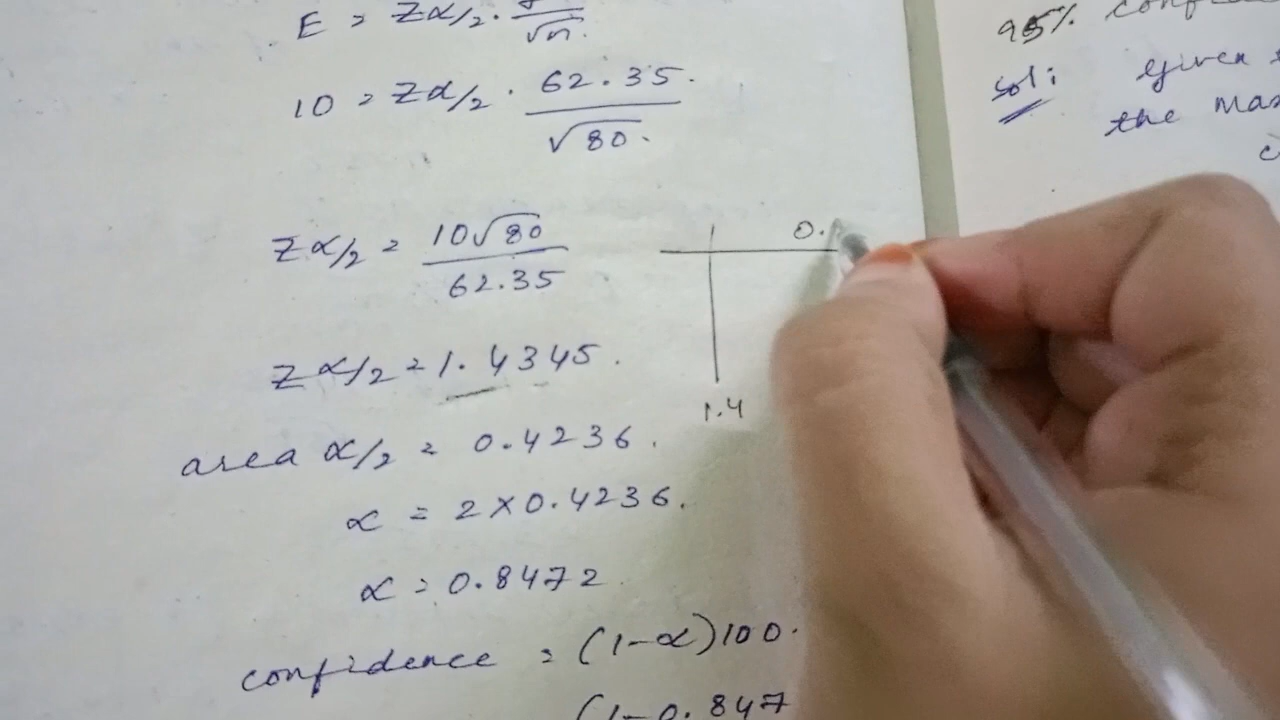 E = Zα/2 . σ/√n.
10 = Zα/2 . 62.35/√80.
Zα/2 = 10√80/62.35
Zα/2 = 1.4345.
area α/2 = 0.4236.
α = 2 × 0.4236.
α = 0.8472
confidence = (1-α)100.
(1-0.847
0.
1.4
95%
Sol:
Given
the